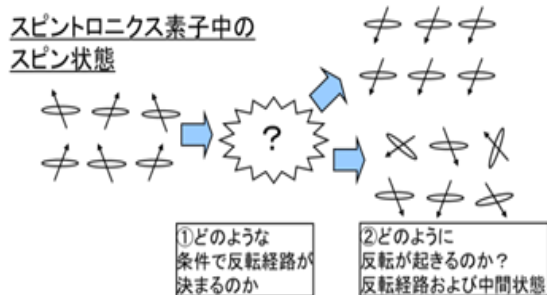 スピントロニクス素子中の
スピン状態
?
①どのような
条件で反転経路が
決まるのか
②どのように
反転が起きるのか？
反転経路および中間状態